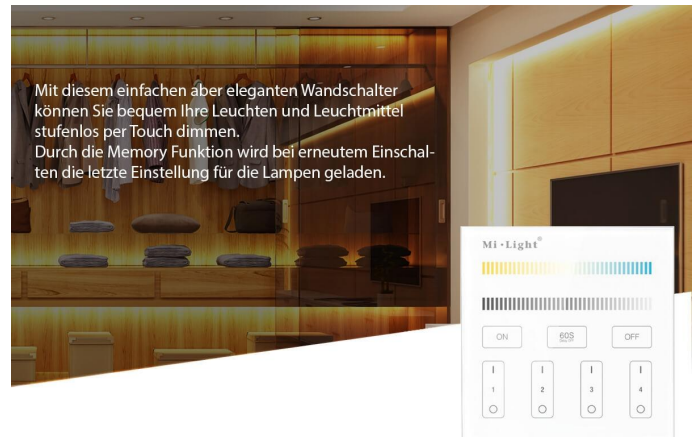 Mit diesem einfachen aber eleganten Wandschalter
können Sie bequem Ihre Leuchten und Leuchtmittel
stufenlos per Touch dimmen.
Durch die Memory Funktion wird bei erneutem Einschal-
ten die letzte Einstellung für die Lampen geladen.
Mi•Light®
ON 60S OFF
1 2 3 4